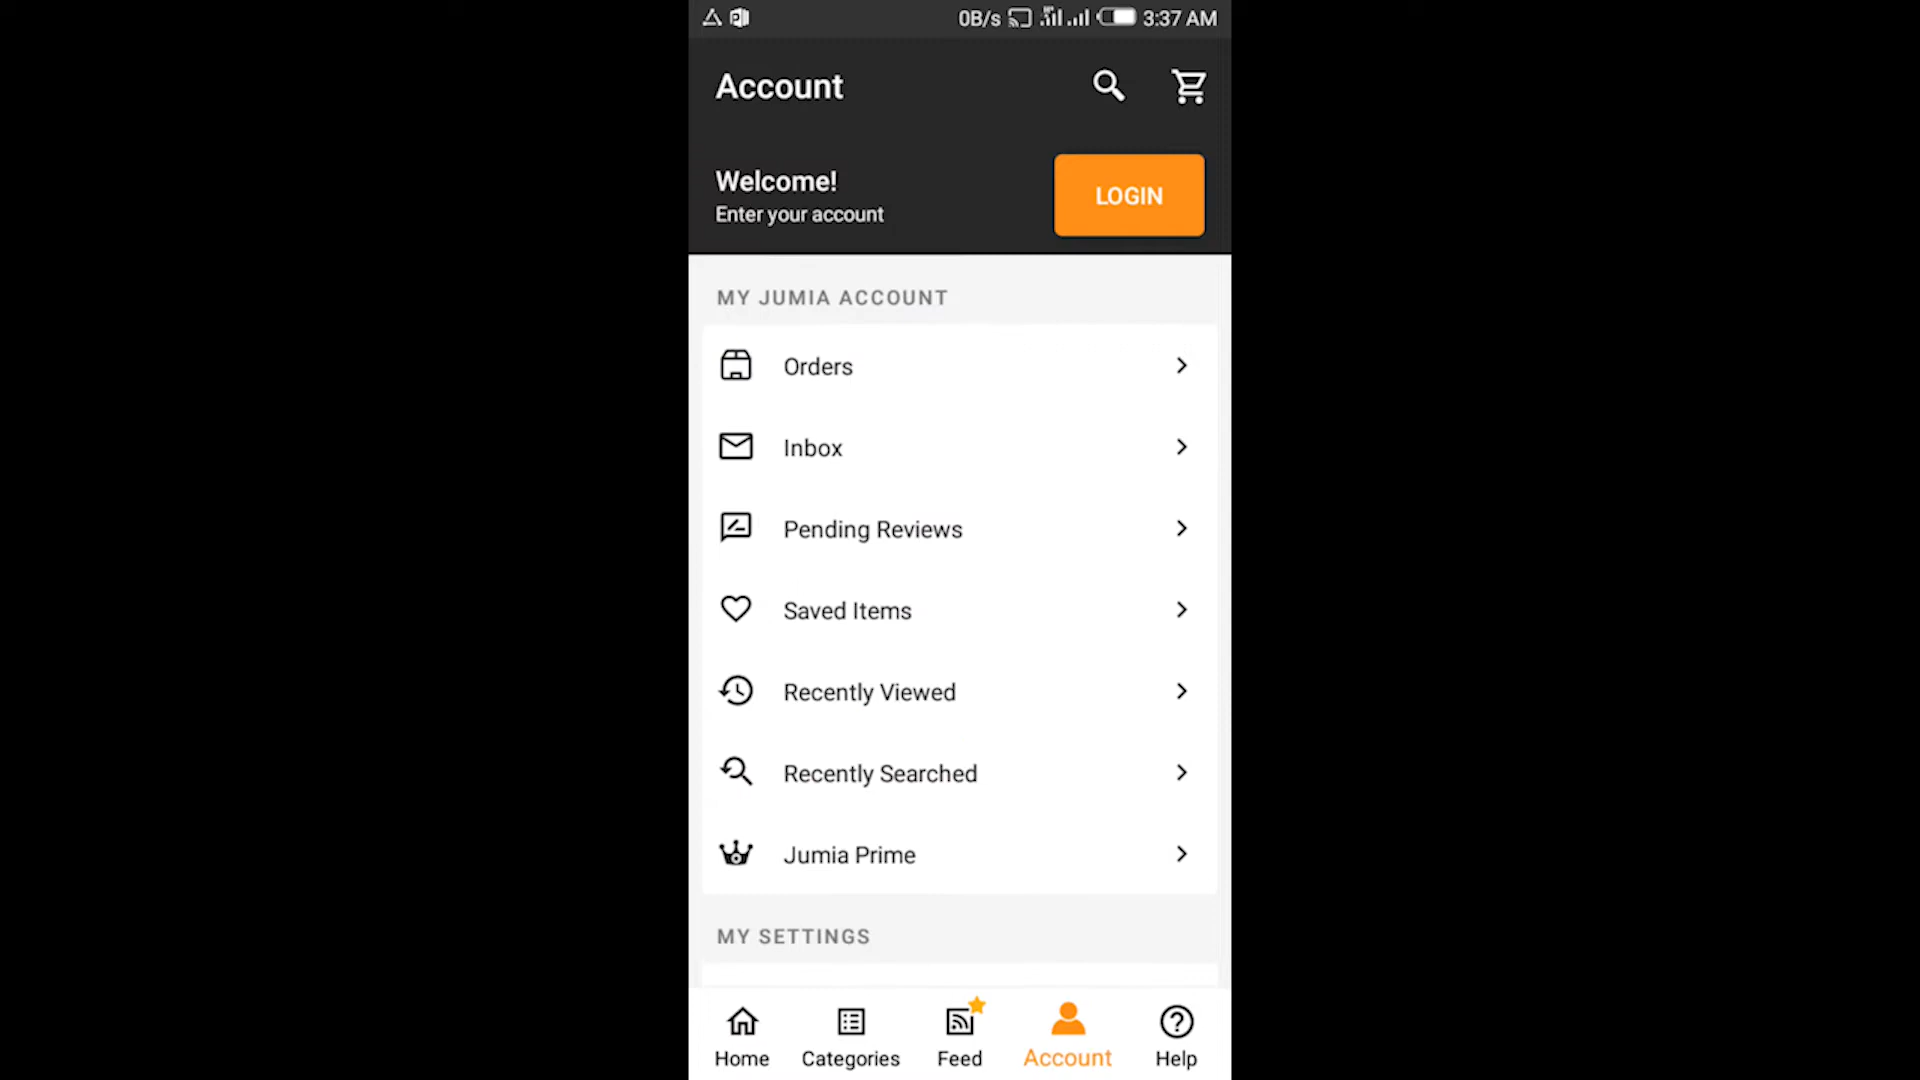 0B/s 3:37 AM
Account
Welcome!
Enter your account
LOGIN
MY JUMIA ACCOUNT
Orders
Inbox
Pending Reviews
Saved Items
Recently Viewed
Recently Searched
Jumia Prime
MY SETTINGS
Home Categories Feed Account Help